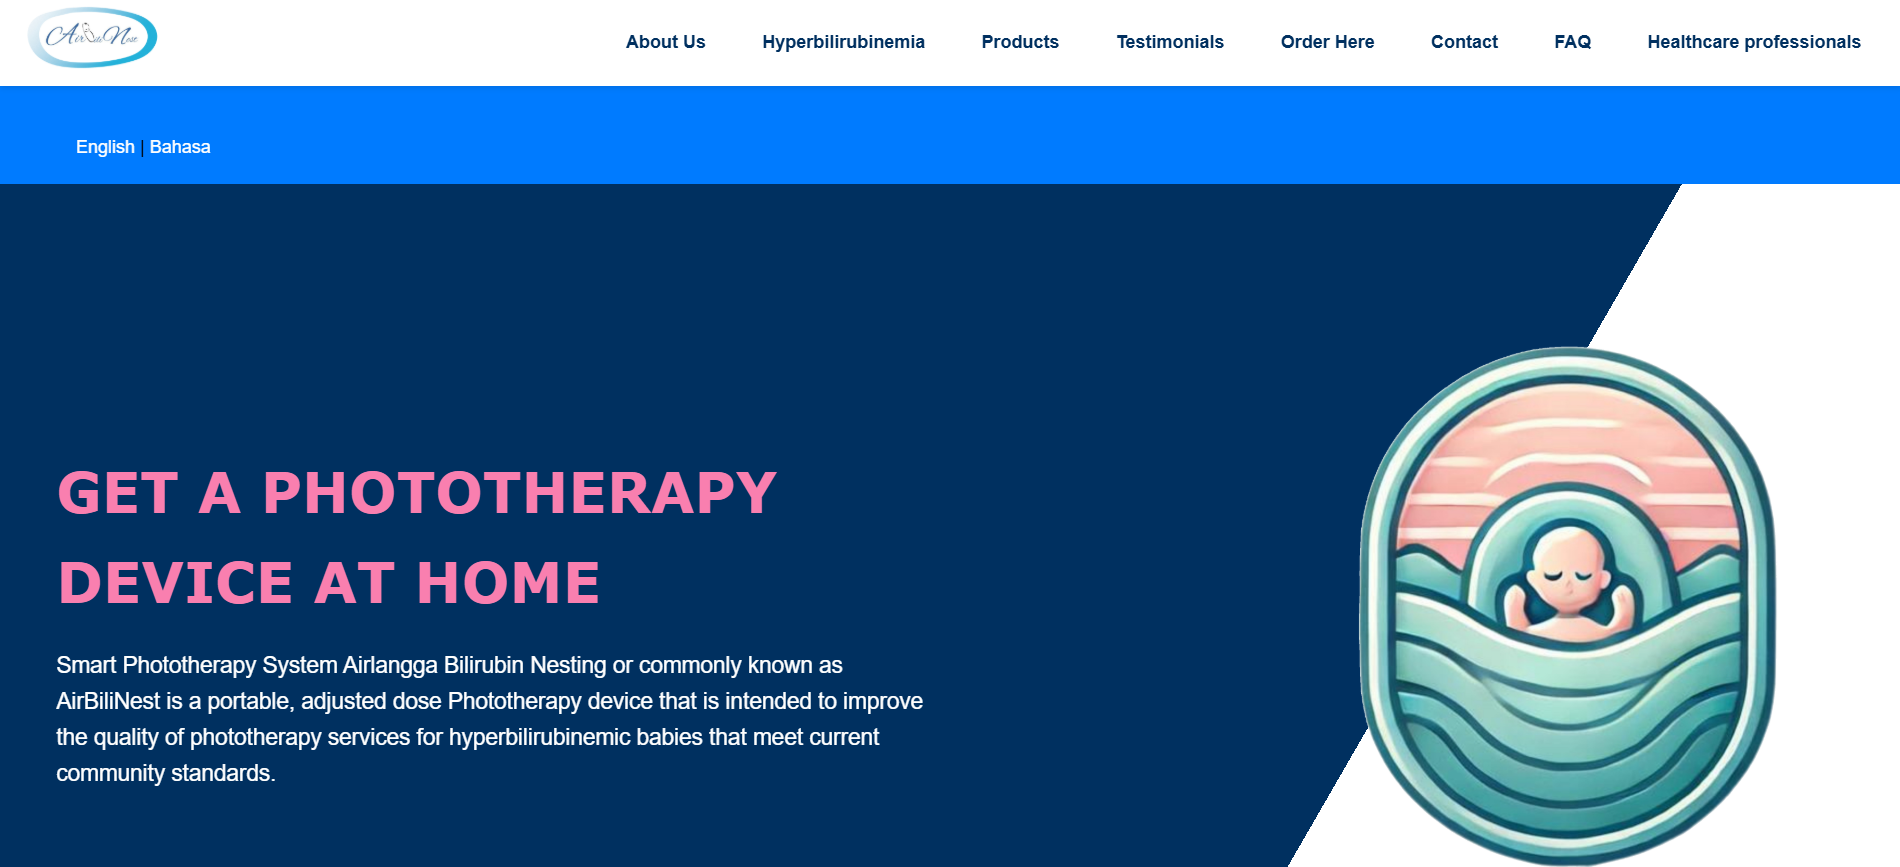 AirBiliNest
About Us
Hyperbilirubinemia
Products
Testimonials
Order Here
Contact
FAQ
Healthcare professionals
English | Bahasa
GET A PHOTOTHERAPY
DEVICE AT HOME
Smart Phototherapy System Airlangga Bilirubin Nesting or commonly known as
AirBiliNest is a portable, adjusted dose Phototherapy device that is intended to improve
the quality of phototherapy services for hyperbilirubinemic babies that meet current
community standards.